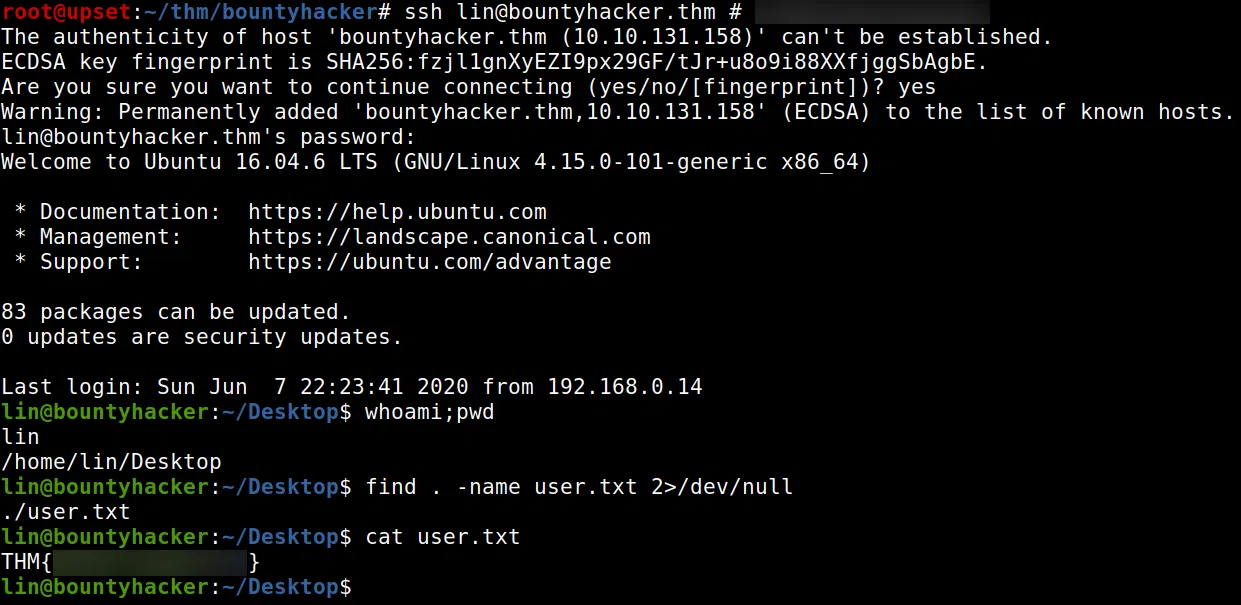 root@upset:~/thm/bountyhacker# ssh lin@bountyhacker.thm #
The authenticity of host 'bountyhacker.thm (10.10.131.158)' can't be established.
ECDSA key fingerprint is SHA256:fzjl1gnXyEZI9px29GF/tJr+u8o9i88XXfjggSbAgbE.
Are you sure you want to continue connecting (yes/no/[fingerprint])? yes
Warning: Permanently added 'bountyhacker.thm,10.10.131.158' (ECDSA) to the list of known hosts.
lin@bountyhacker.thm's password:
Welcome to Ubuntu 16.04.6 LTS (GNU/Linux 4.15.0-101-generic x86_64)
* Documentation:  https://help.ubuntu.com
* Management:     https://landscape.canonical.com
* Support:        https://ubuntu.com/advantage
83 packages can be updated.
0 updates are security updates.
Last login: Sun Jun  7 22:23:41 2020 from 192.168.0.14
lin@bountyhacker:~/Desktop$ whoami;pwd
lin
/home/lin/Desktop
lin@bountyhacker:~/Desktop$ find . -name user.txt 2>/dev/null
./user.txt
lin@bountyhacker:~/Desktop$ cat user.txt
THM{ }
lin@bountyhacker:~/Desktop$